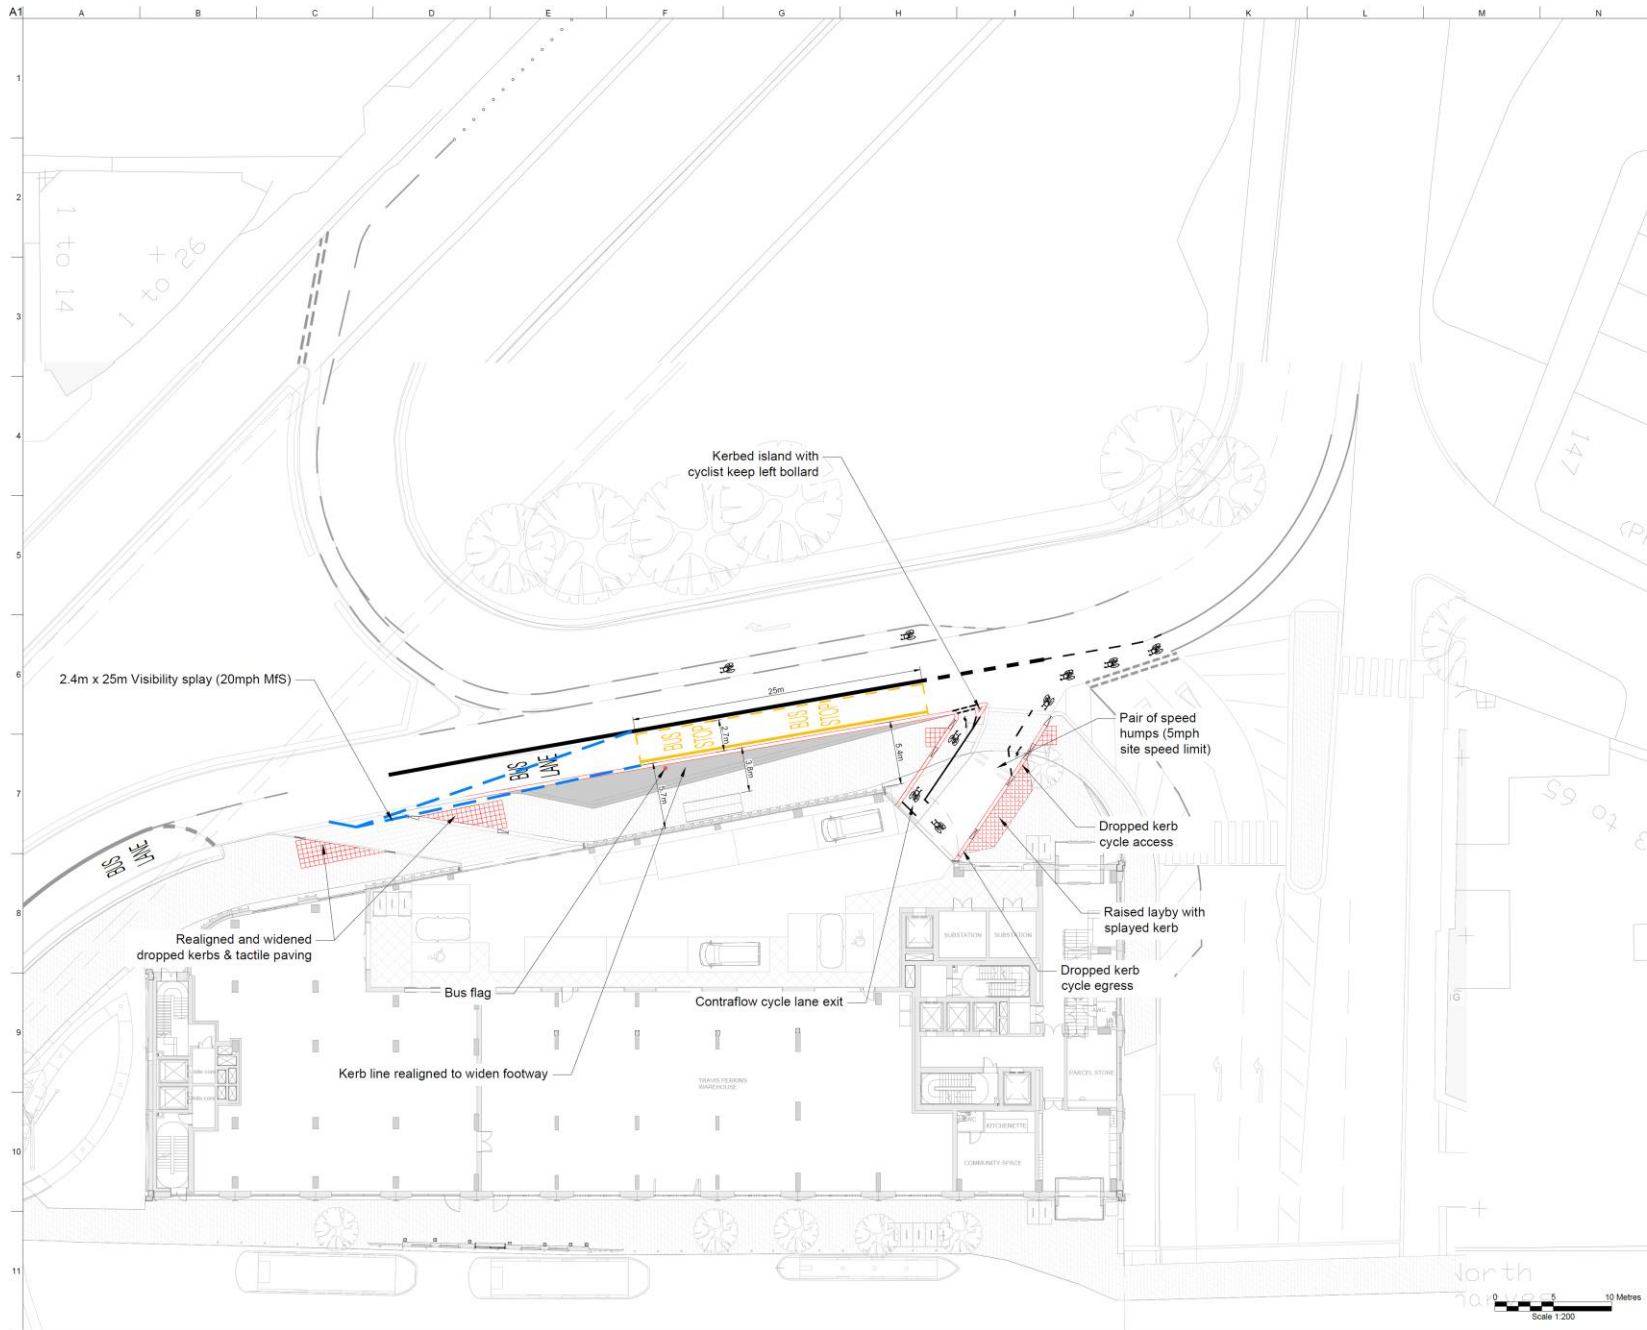 A1
A B C D E F G H I J K L M N
1
2
3
4
5
6
7
8
9
10
11
1 to 14
1 to 26
147
Kerbed island with
cyclist keep left bollard
2.4m x 25m Visibility splay (20mph MfS)
25m
BUS
STOP
BUS
STOP
2.7m
3.8m
5.7m
5.4m
BUS
LANE
BUS
LANE
Pair of speed
humps (5mph
site speed limit)
Dropped kerb
cycle access
Raised layby with
splayed kerb
Dropped kerb
cycle egress
Realigned and widened
dropped kerbs & tactile paving
Bus flag
Contraflow cycle lane exit
Kerb line realigned to widen footway
SUBSTATION
SUBSTATION
TRAVIS PERKINS
WAREHOUSE
PARCEL STORE
AWC
KITCHENETTE
COMMUNITY SPACE
to 65
North
0 5 10 Metres
Scale 1:200